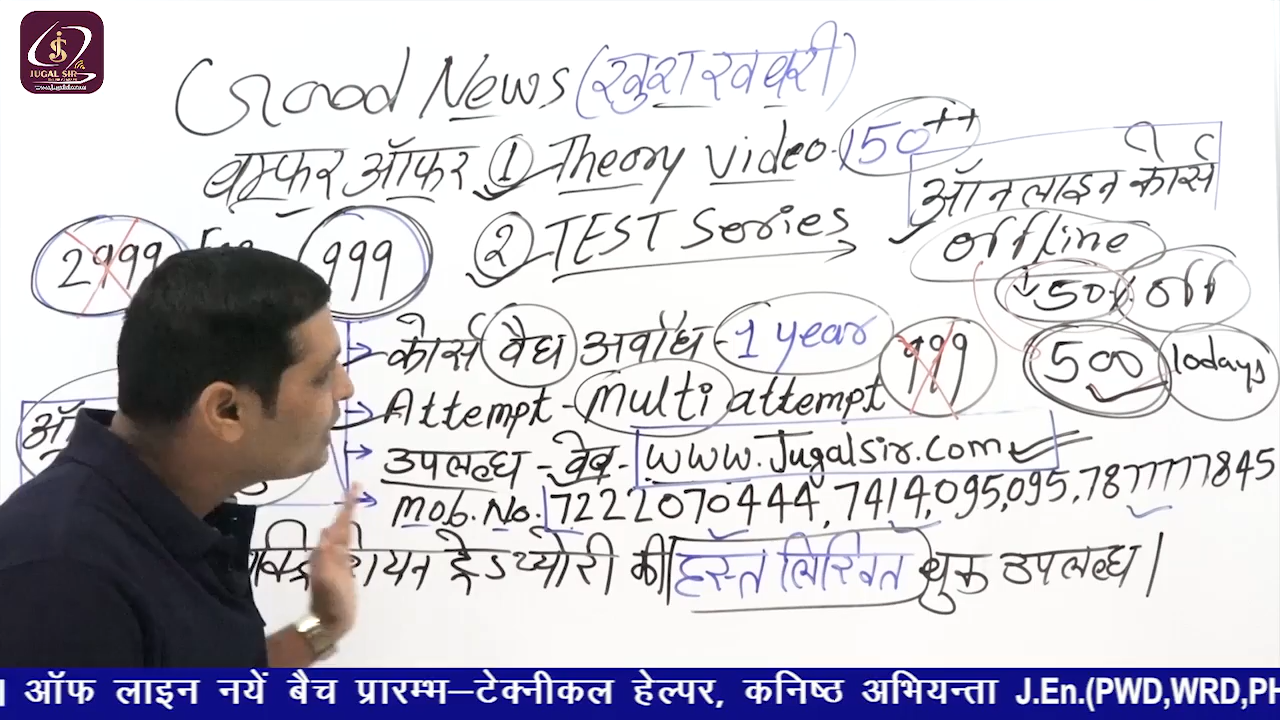 JUGAL SIR
Good News (खुश खबरी)
बम्फर ऑफर ① Theory Video 150++
ऑनलाइन कोर्स
② TEST Series
offline
2999 999
↓50% off
कोर्स वैध अवधि - 1 year
999 500 10days
Attempt - multi attempt
उपलब्ध - वेब - www.Jugalsir.com
Mob. No. 7222070444, 7414,095,095, 7877777845
ट्रेड थ्योरी की हस्त लिखित बुक उपलब्ध।
। ऑफ लाइन नयें बैच प्रारम्भ–टेक्नीकल हेल्पर, कनिष्ठ अभियन्ता J.En.(PWD,WRD,PH